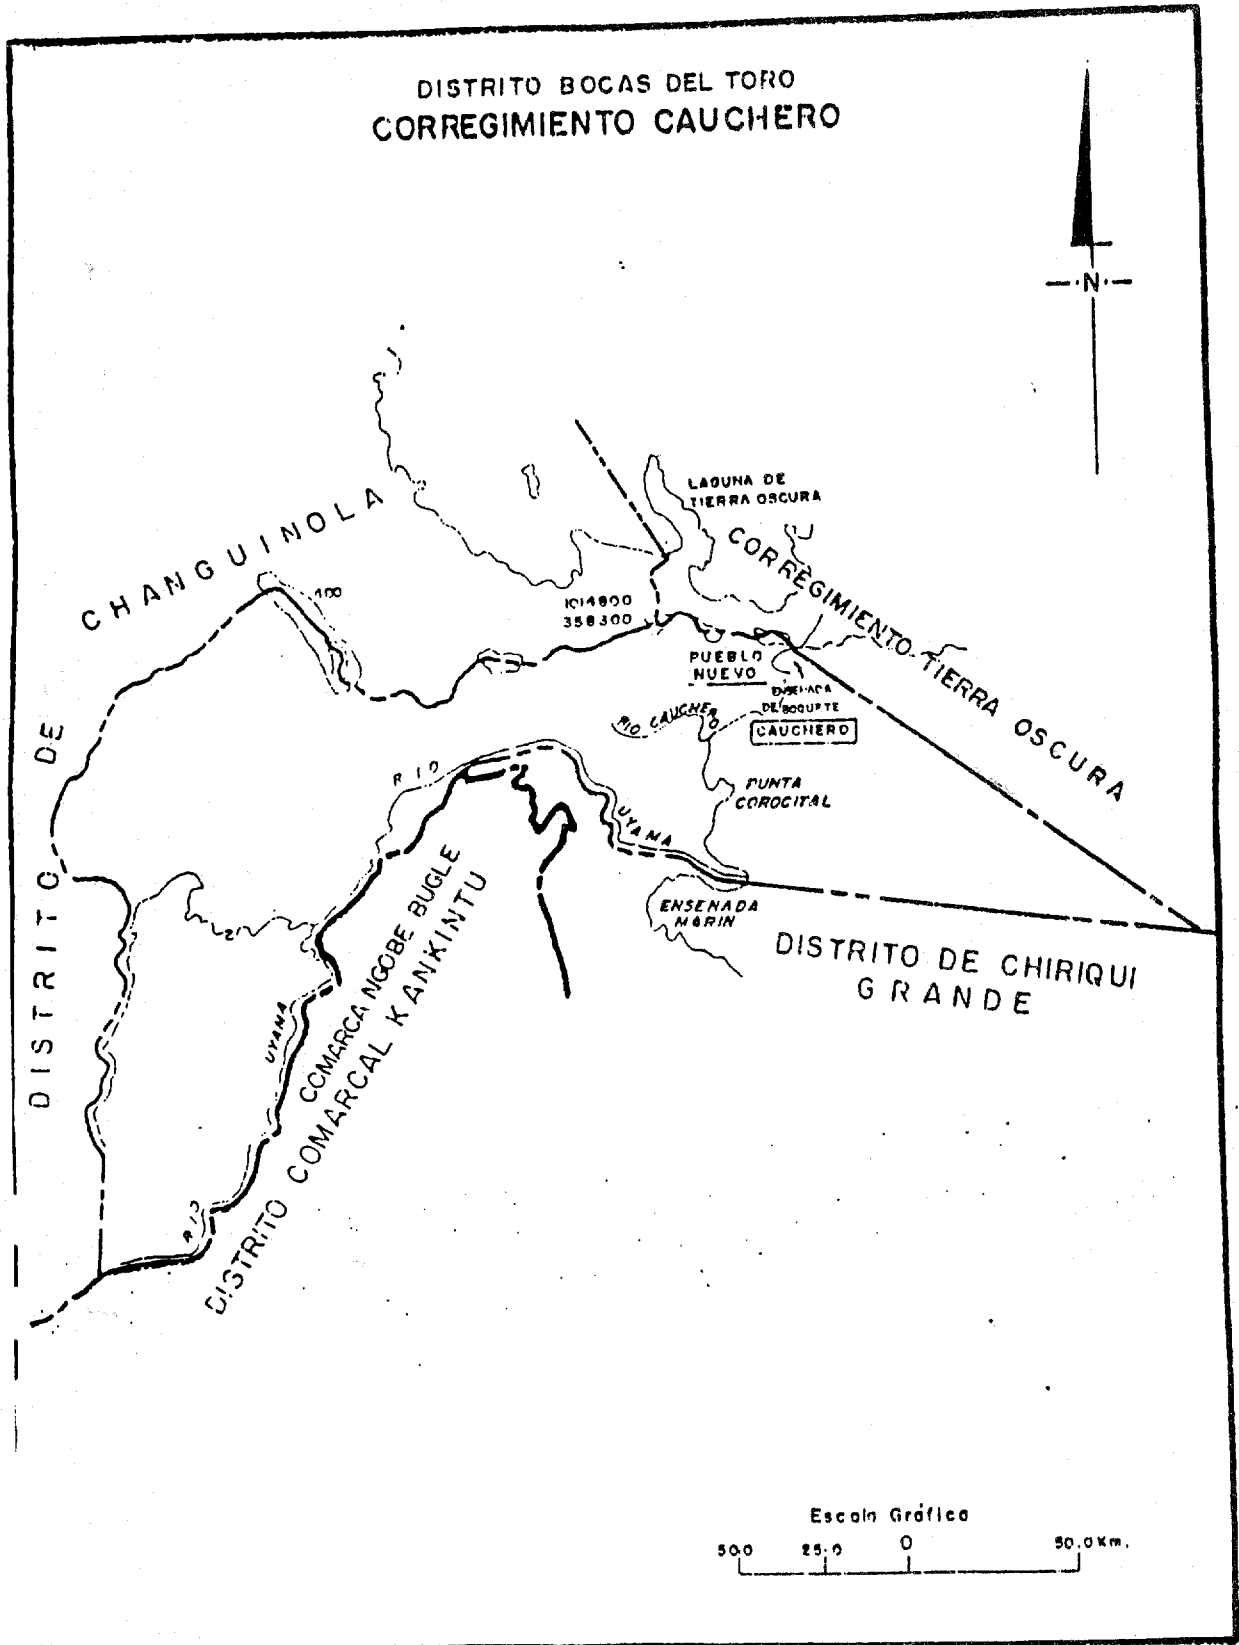 DISTRITO BOCAS DEL TORO
CORREGIMIENTO CAUCHERO
N
LAGUNA DE
TIERRA OSCURA
CORREGIMIENTO TIERRA OSCURA
DISTRITO DE CHANGUINOLA
400
1014800
358300
PUEBLO
NUEVO
ENSENADA
DE BOQUETE
RIO CAUCHERO
CAUCHERO
RIO UYAMA
PUNTA
COROCITAL
ENSENADA
MARIN
DISTRITO DE CHIRIQUI
GRANDE
COMARCA NGOBE BUGLE
DISTRITO COMARCAL KANKINTU
RIO UYAMA
Escala Gráfica
50.0 25.0 0 50.0 Km.